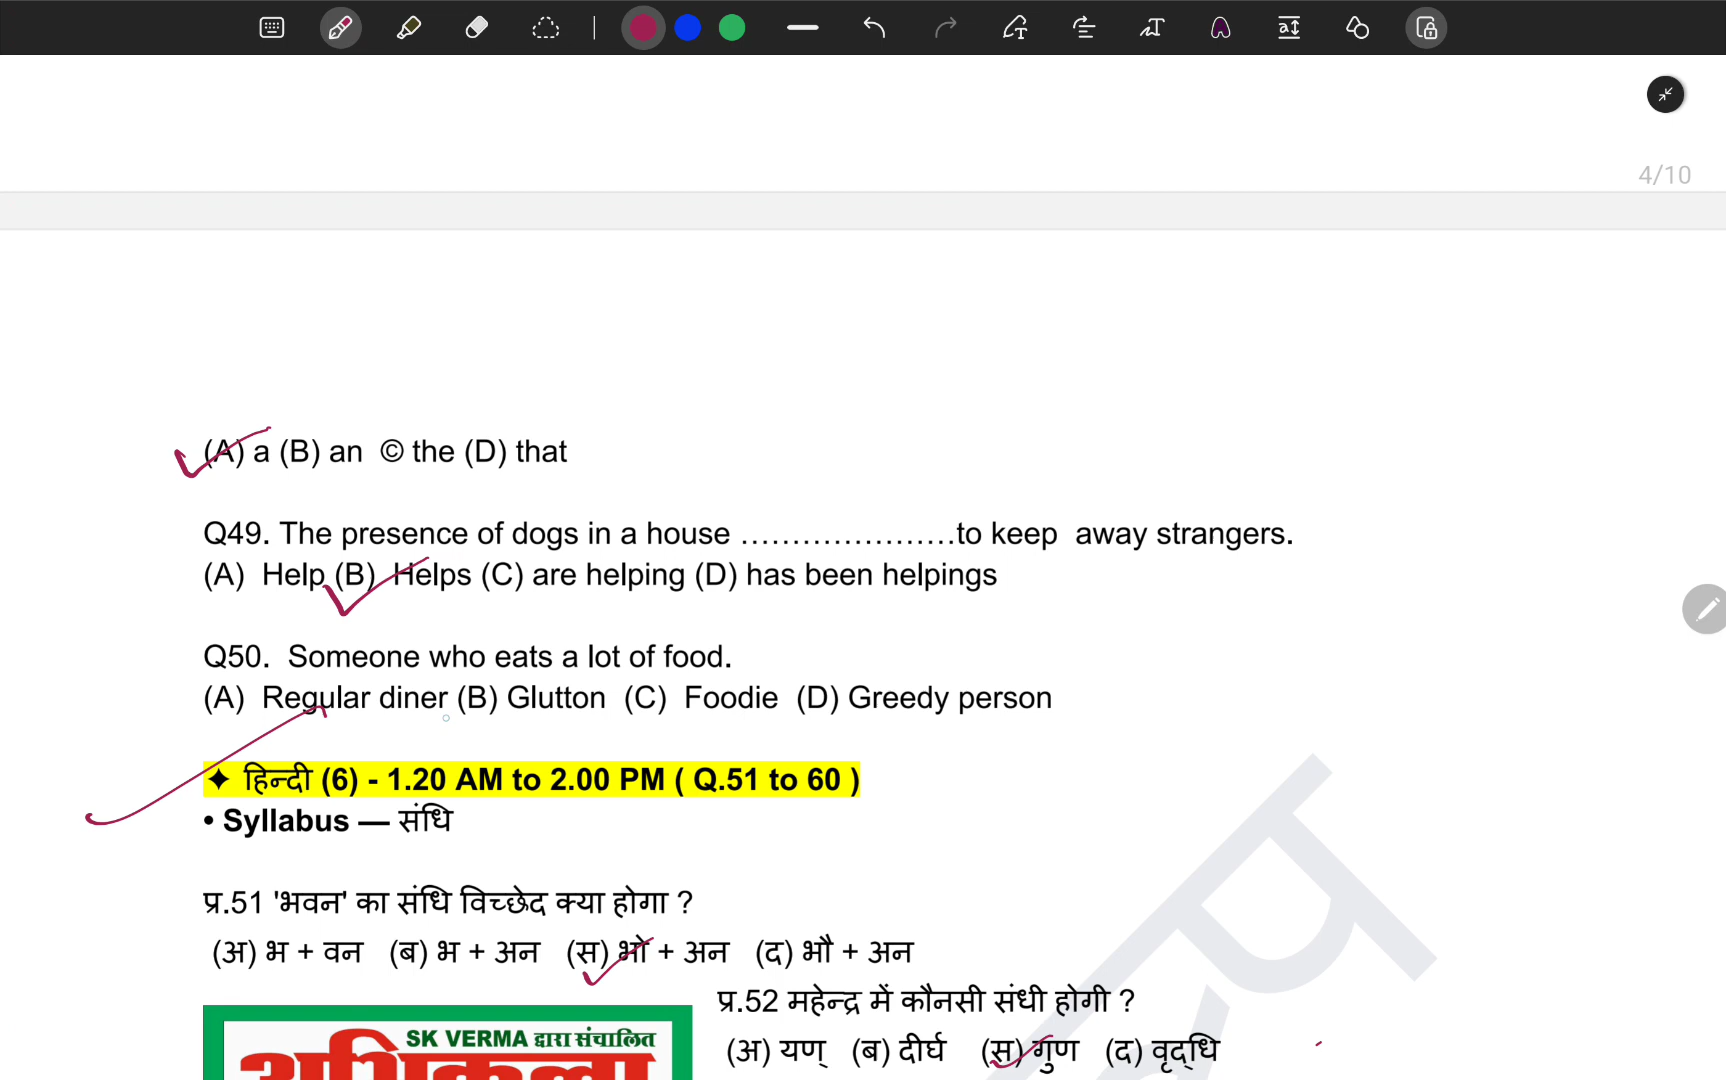 4/10
(A) a (B) an © the (D) that
Q49. The presence of dogs in a house .....................to keep away strangers.
(A) Help (B) Helps (C) are helping (D) has been helpings
Q50. Someone who eats a lot of food.
(A) Regular diner (B) Glutton (C) Foodie (D) Greedy person
✦ हिन्दी (6) - 1.20 AM to 2.00 PM ( Q.51 to 60 )
• Syllabus — संधि
प्र.51 'भवन' का संधि विच्छेद क्या होगा ?
(अ) भ + वन (ब) भ + अन (स) भो + अन (द) भौ + अन
प्र.52 महेन्द्र में कौनसी संधी होगी ?
(अ) यण् (ब) दीर्घ (स) गुण (द) वृद्धि
SK VERMA द्वारा संचालित